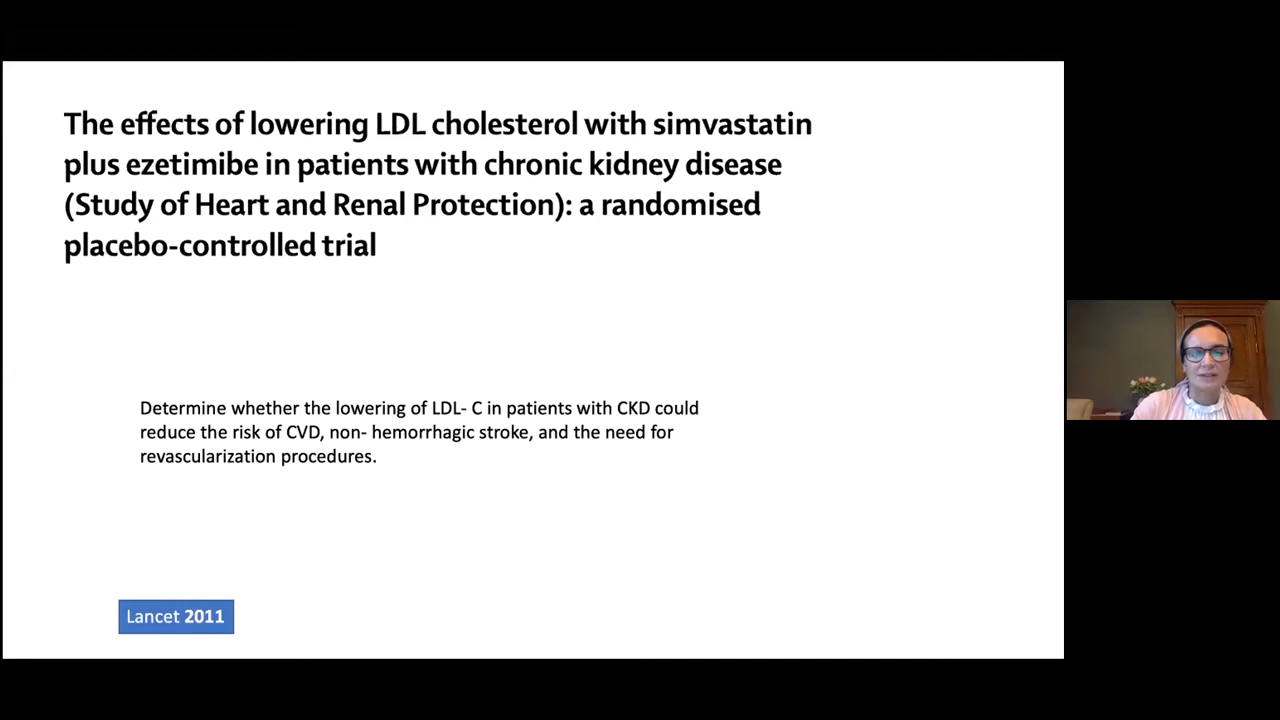 The effects of lowering LDL cholesterol with simvastatin
plus ezetimibe in patients with chronic kidney disease
(Study of Heart and Renal Protection): a randomised
placebo-controlled trial
Determine whether the lowering of LDL- C in patients with CKD could
reduce the risk of CVD, non- hemorrhagic stroke, and the need for
revascularization procedures.
Lancet 2011